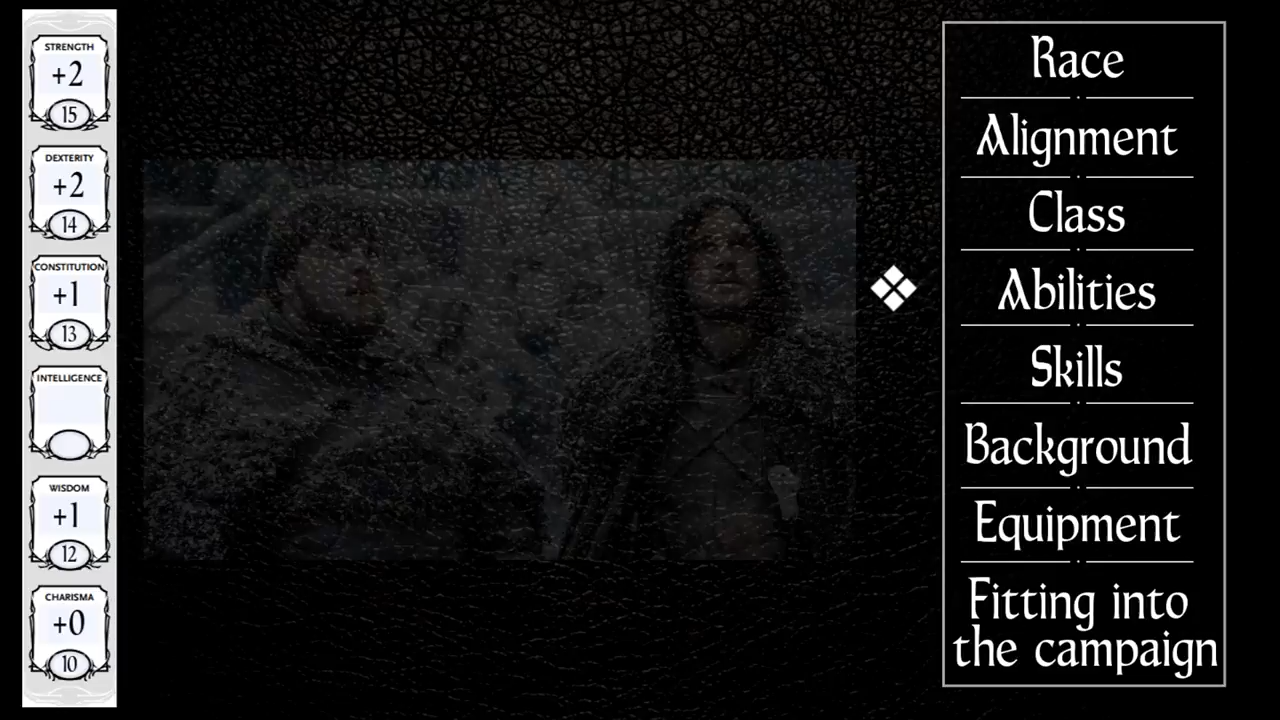 STRENGTH
+2
15
DEXTERITY
+2
14
CONSTITUTION
+1
13
INTELLIGENCE
WISDOM
+1
12
CHARISMA
+0
10
Race
Alignment
Class
Abilities
Skills
Background
Equipment
Fitting into
the campaign